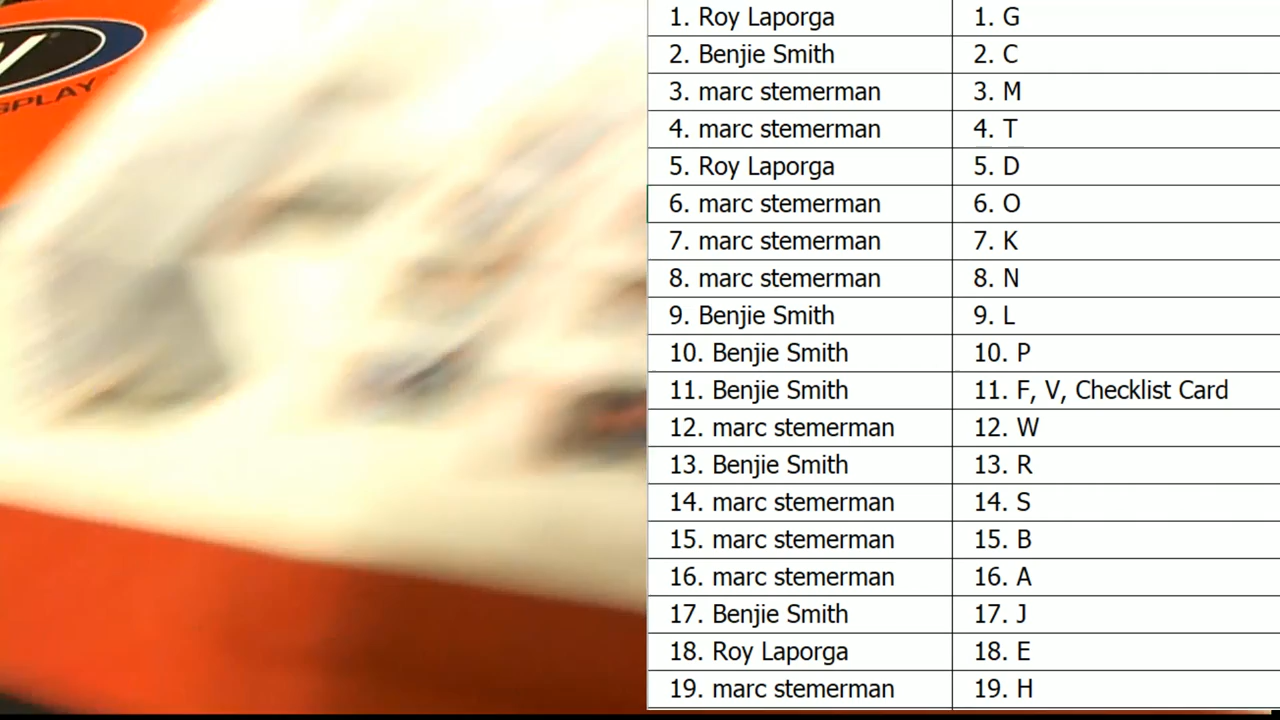 V
SPLAY
1. Roy Laporga 1. G
2. Benjie Smith 2. C
3. marc stemerman 3. M
4. marc stemerman 4. T
5. Roy Laporga 5. D
6. marc stemerman 6. O
7. marc stemerman 7. K
8. marc stemerman 8. N
9. Benjie Smith 9. L
10. Benjie Smith 10. P
11. Benjie Smith 11. F, V, Checklist Card
12. marc stemerman 12. W
13. Benjie Smith 13. R
14. marc stemerman 14. S
15. marc stemerman 15. B
16. marc stemerman 16. A
17. Benjie Smith 17. J
18. Roy Laporga 18. E
19. marc stemerman 19. H